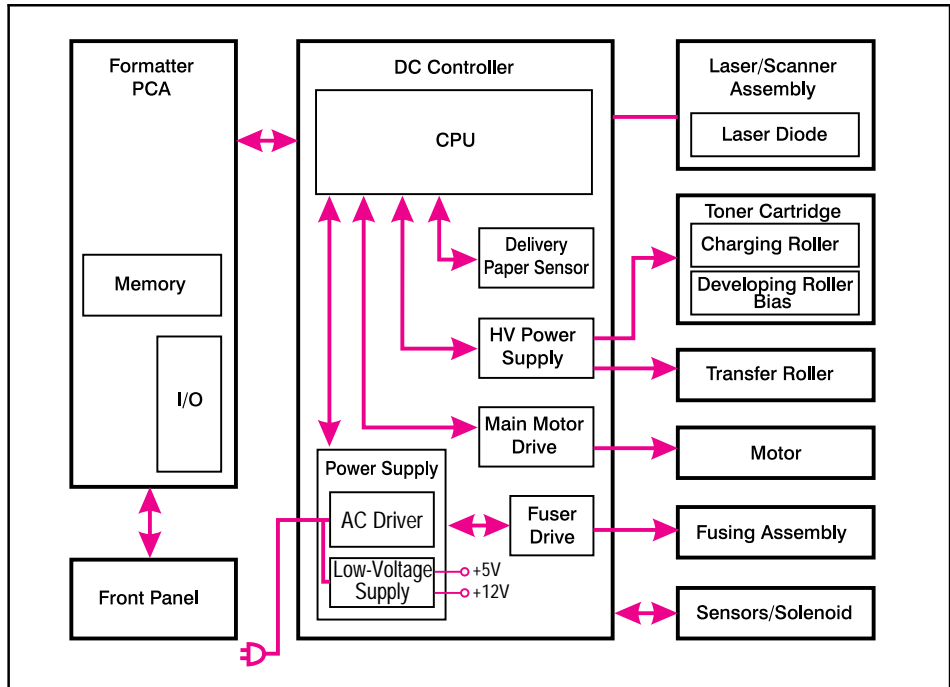 Formatter
PCA
Memory
I/O
Front Panel
DC Controller
CPU
Delivery
Paper Sensor
HV Power
Supply
Main Motor
Drive
Power Supply
AC Driver
Low-Voltage
Supply
+5V
+12V
Fuser
Drive
Laser/Scanner
Assembly
Laser Diode
Toner Cartridge
Charging Roller
Developing Roller
Bias
Transfer Roller
Motor
Fusing Assembly
Sensors/Solenoid